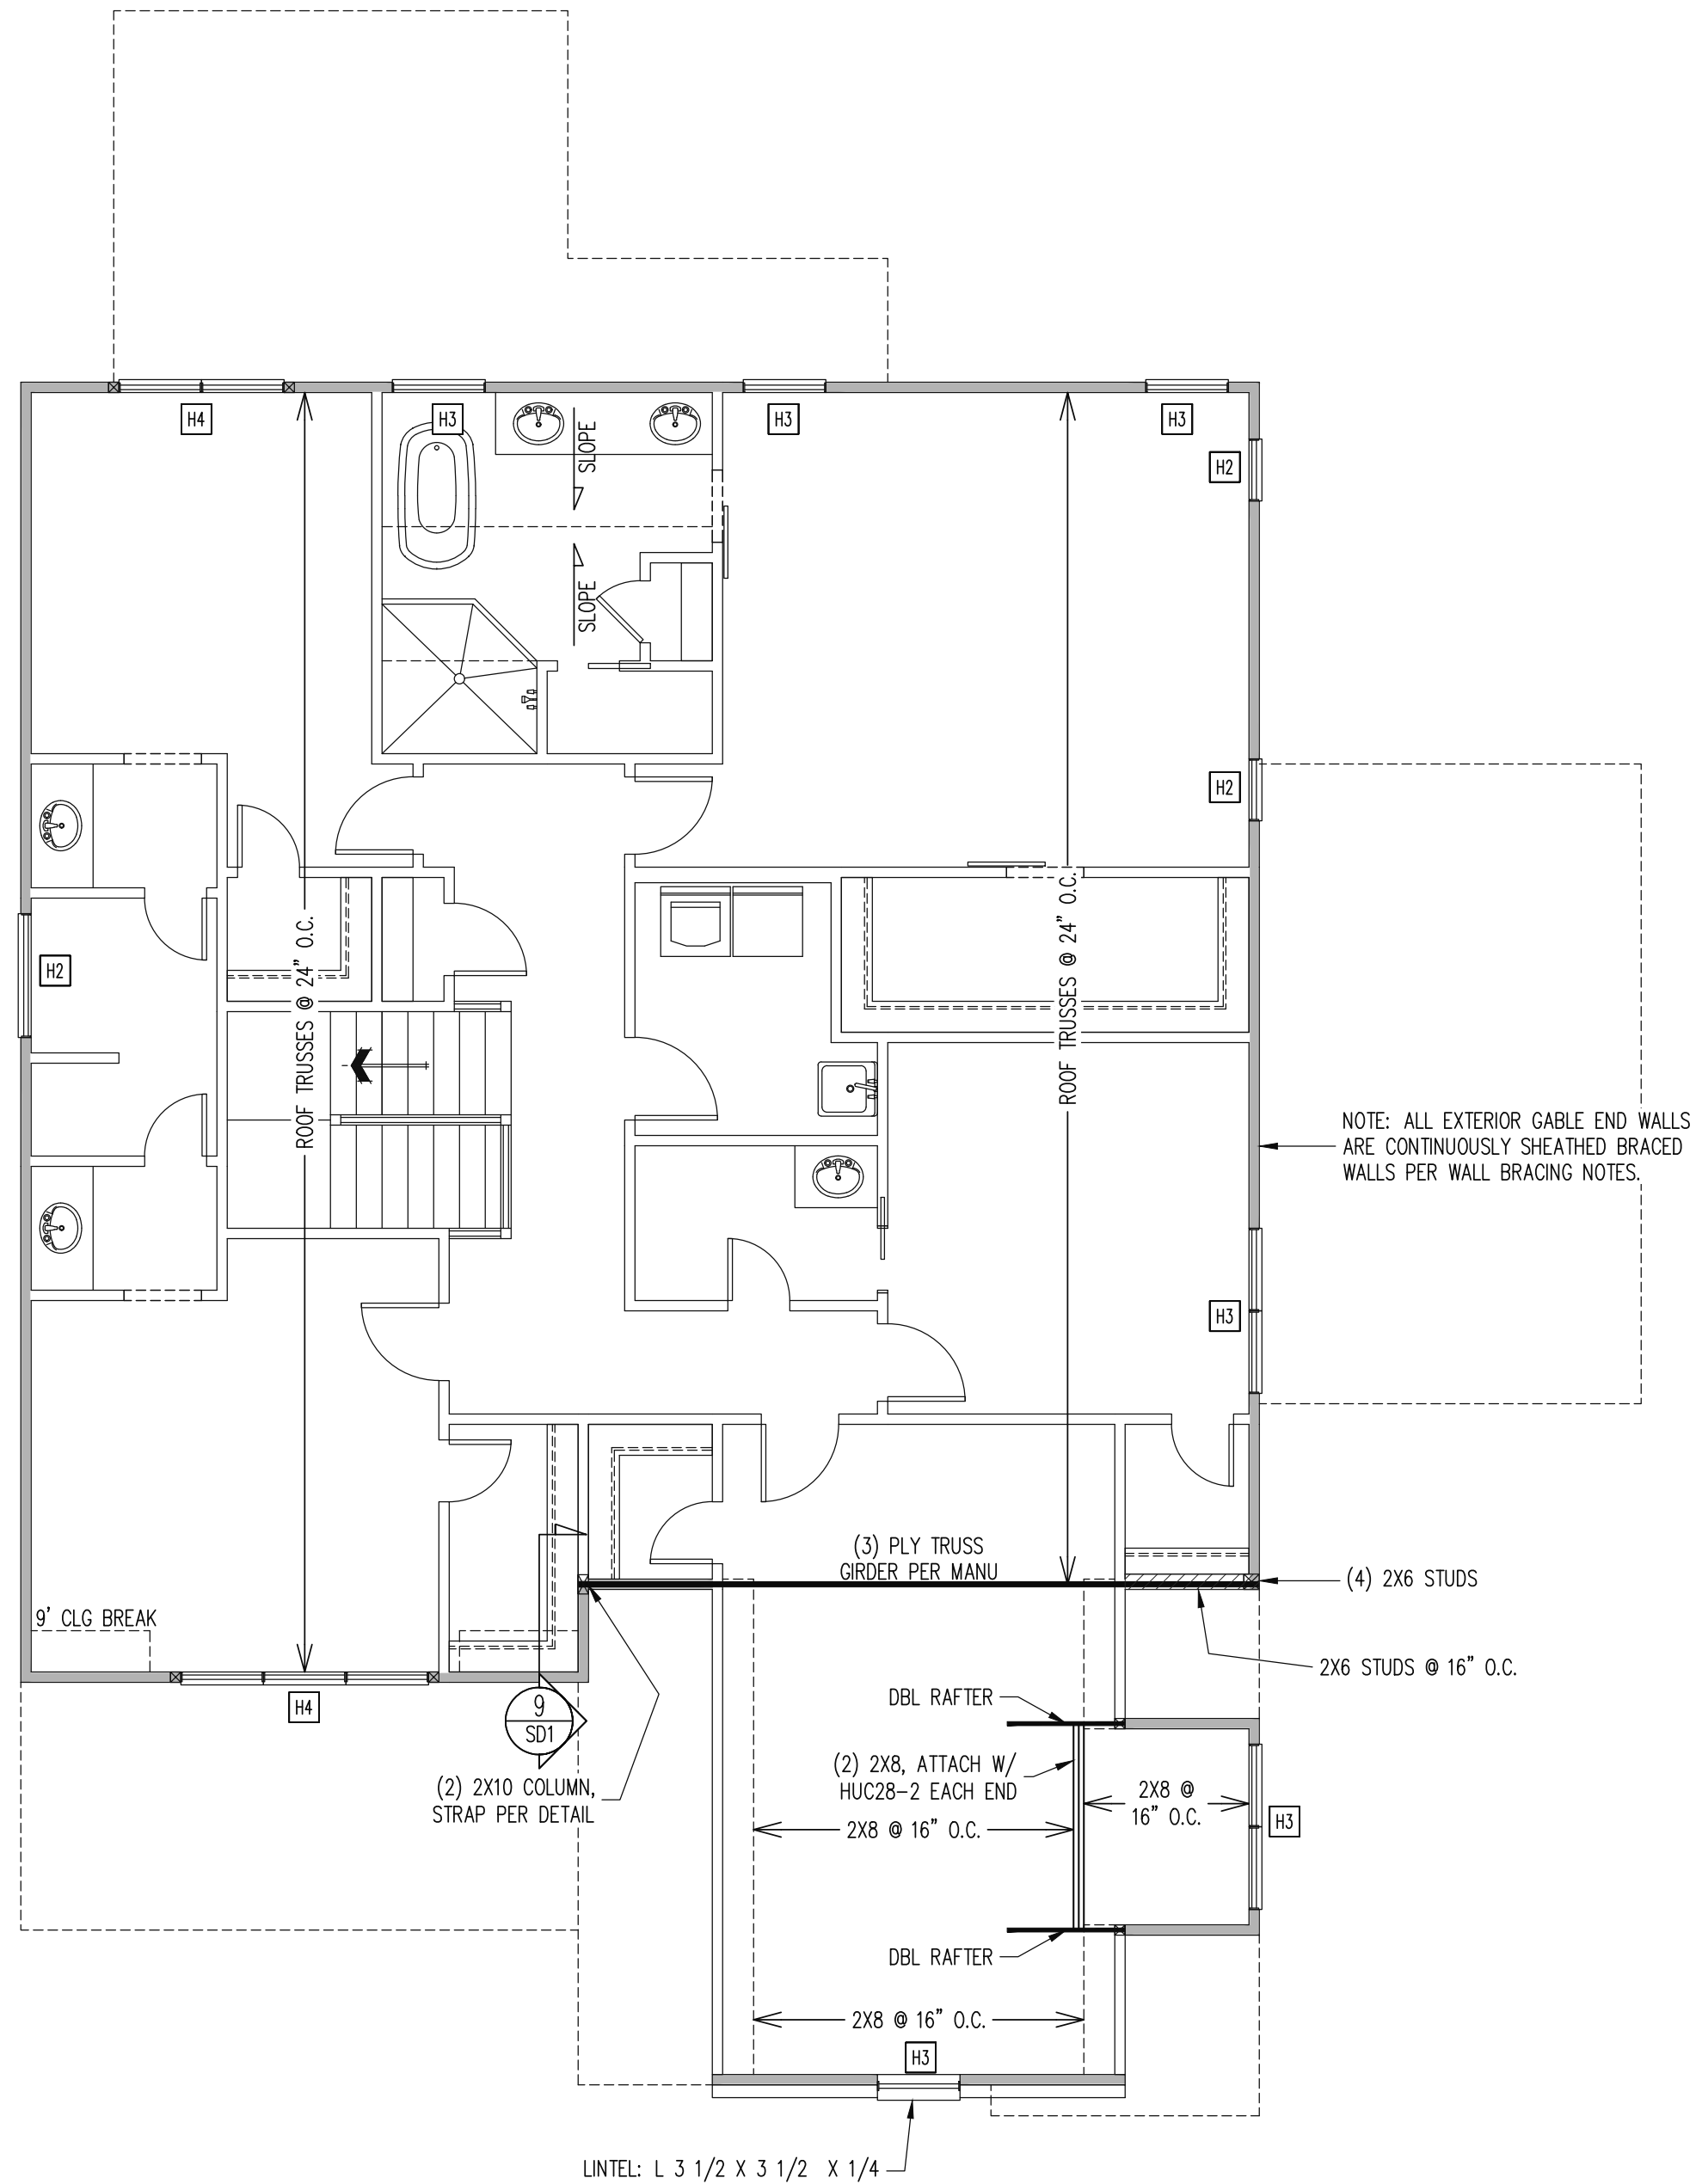 H4
H3
H3
H3
SLOPE
H2
SLOPE
H2
ROOF TRUSSES @ 24" O.C.
ROOF TRUSSES @ 24" O.C.
H2
NOTE: ALL EXTERIOR GABLE END WALLS
ARE CONTINUOUSLY SHEATHED BRACED
WALLS PER WALL BRACING NOTES.
H3
(3) PLY TRUSS
GIRDER PER MANU
(4) 2X6 STUDS
9' CLG BREAK
2X6 STUDS @ 16" O.C.
H4
9
SD1
DBL RAFTER
(2) 2X10 COLUMN,
STRAP PER DETAIL
(2) 2X8, ATTACH W/
HUC28-2 EACH END
2X8 @
16" O.C.
2X8 @ 16" O.C.
H3
DBL RAFTER
2X8 @ 16" O.C.
H3
LINTEL: L 3 1/2 X 3 1/2 X 1/4